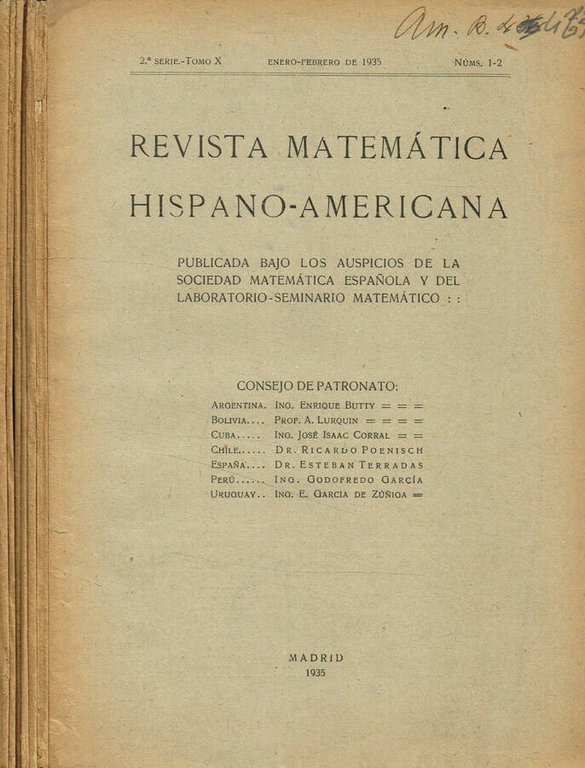 Am. B.
2.ª SERIE.-TOMO X ENERO-FEBRERO DE 1935 NÚMS. 1-2
REVISTA MATEMÁTICA
HISPANO-AMERICANA
PUBLICADA BAJO LOS AUSPICIOS DE LA
SOCIEDAD MATEMÁTICA ESPAÑOLA Y DEL
LABORATORIO-SEMINARIO MATEMÁTICO : :
CONSEJO DE PATRONATO:
ARGENTINA. ING. ENRIQUE BUTTY = = =
BOLIVIA.... PROF. A. LURQUIN = = = =
CUBA..... ING. JOSÉ ISAAC CORRAL = =
CHILE...... DR. RICARDO POENISCH
ESPAÑA.... DR. ESTEBAN TERRADAS
PERÚ...... ING. GODOFREDO GARCÍA
URUGUAY.. ING. E. GARCIA DE ZÚÑIGA =
MADRID
1935